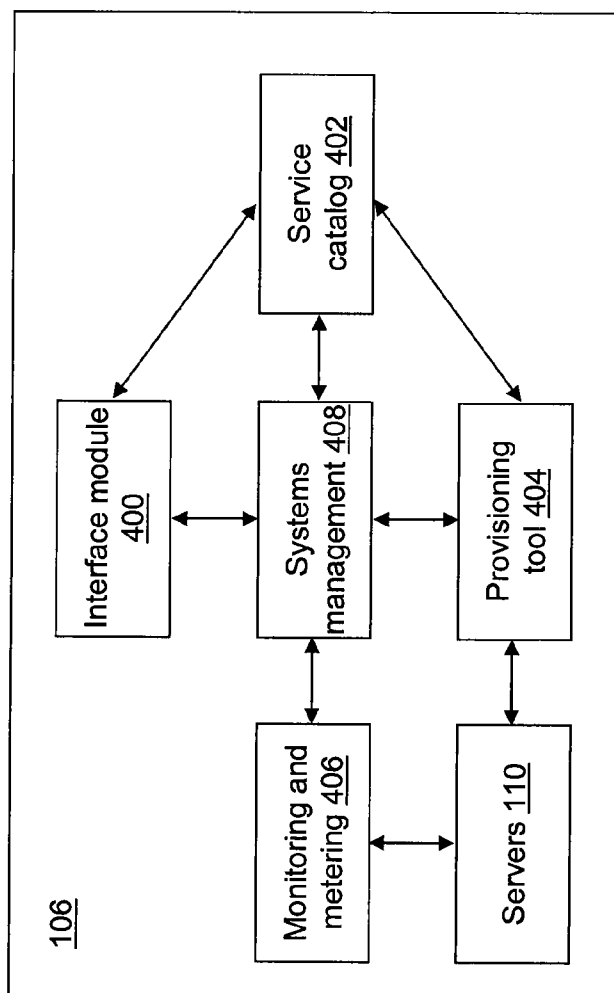 106
Interface module
400
Service
catalog 402
Systems
management 408
Monitoring and
metering 406
Provisioning
tool 404
Servers 110